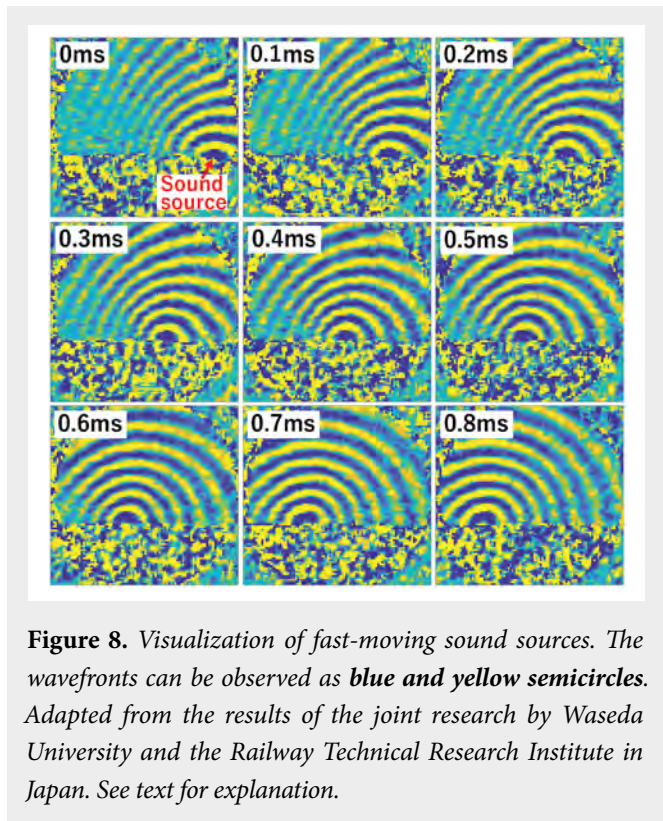 0ms
0.1ms
0.2ms
Sound
source
0.3ms
0.4ms
0.5ms
0.6ms
0.7ms
0.8ms
Figure 8. Visualization of fast-moving sound sources. The
wavefronts can be observed as blue and yellow semicircles.
Adapted from the results of the joint research by Waseda
University and the Railway Technical Research Institute in
Japan. See text for explanation.